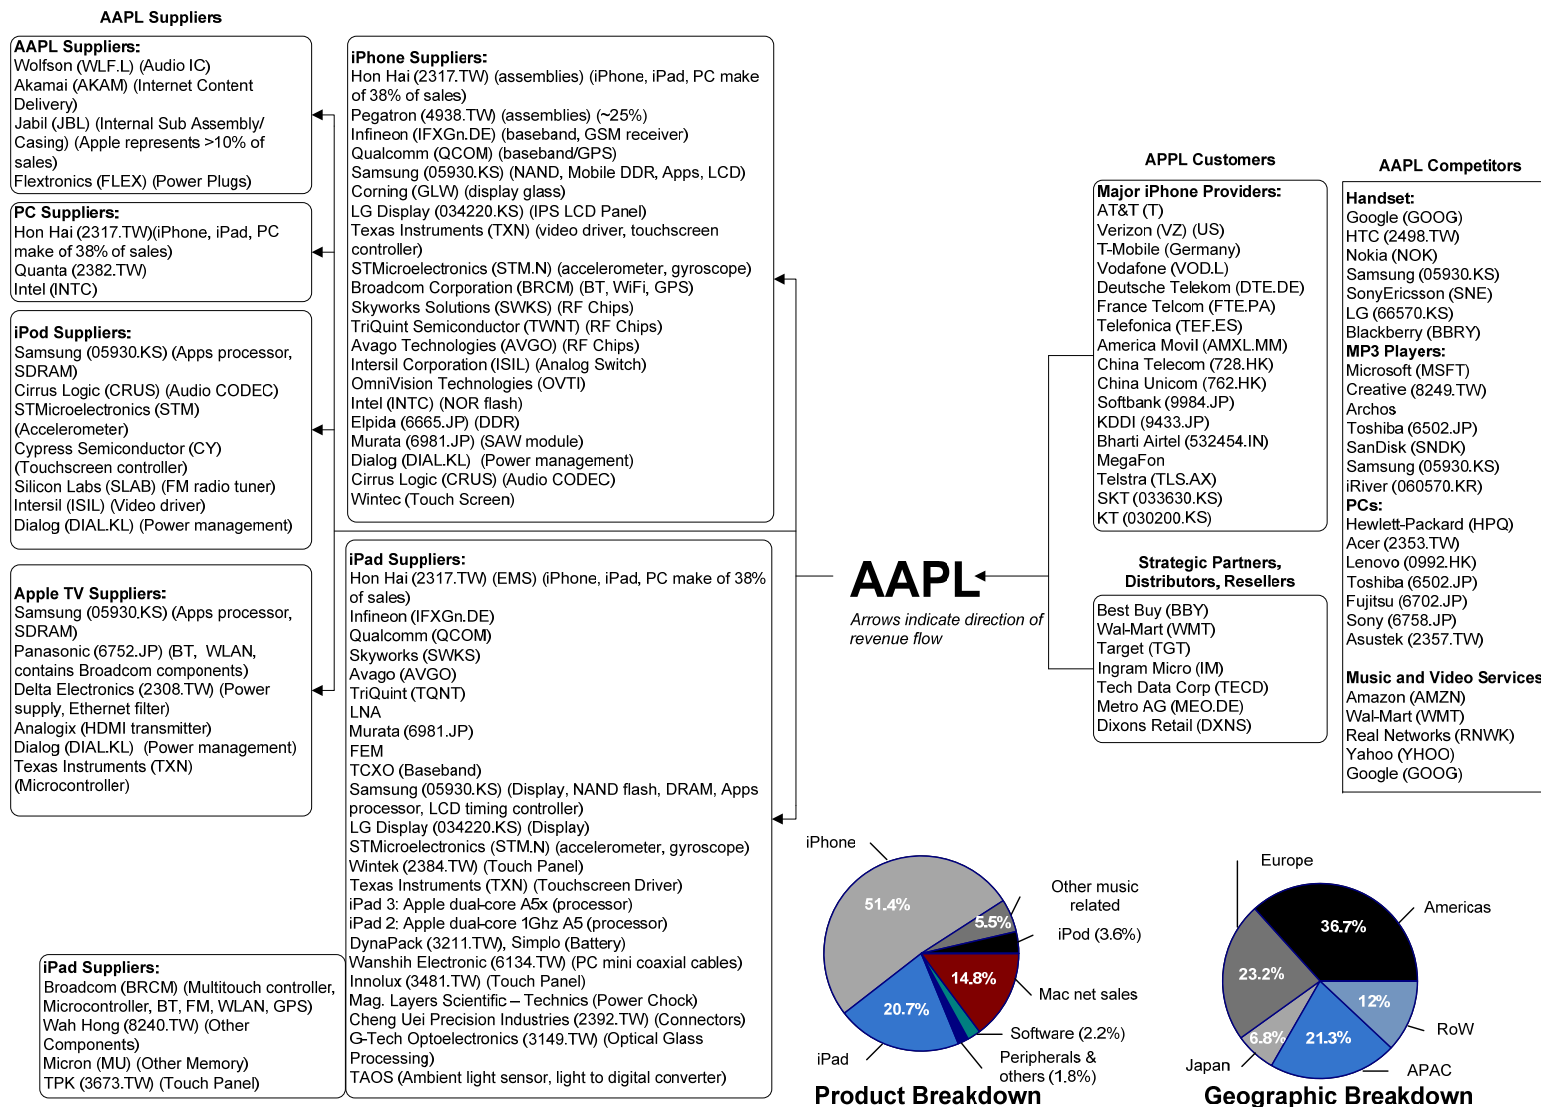 AAPL Suppliers
AAPL Suppliers:
Wolfson (WLF.L) (Audio IC)
Akamai (AKAM) (Internet Content
Delivery)
Jabil (JBL) (Internal Sub Assembly/
Casing) (Apple represents >10% of
sales)
Flextronics (FLEX) (Power Plugs)
PC Suppliers:
Hon Hai (2317.TW)(iPhone, iPad, PC
make of 38% of sales)
Quanta (2382.TW)
Intel (INTC)
iPod Suppliers:
Samsung (05930.KS) (Apps processor,
SDRAM)
Cirrus Logic (CRUS) (Audio CODEC)
STMicroelectronics (STM)
(Accelerometer)
Cypress Semiconductor (CY)
(Touchscreen controller)
Silicon Labs (SLAB) (FM radio tuner)
Intersil (ISIL) (Video driver)
Dialog (DIAL.KL) (Power management)
Apple TV Suppliers:
Samsung (05930.KS) (Apps processor,
SDRAM)
Panasonic (6752.JP) (BT, WLAN,
contains Broadcom components)
Delta Electronics (2308.TW) (Power
supply, Ethernet filter)
Analogix (HDMI transmitter)
Dialog (DIAL.KL) (Power management)
Texas Instruments (TXN)
(Microcontroller)
iPad Suppliers:
Broadcom (BRCM) (Multitouch controller,
Microcontroller, BT, FM, WLAN, GPS)
Wah Hong (8240.TW) (Other
Components)
Micron (MU) (Other Memory)
TPK (3673.TW) (Touch Panel)
iPhone Suppliers:
Hon Hai (2317.TW) (assemblies) (iPhone, iPad, PC make
of 38% of sales)
Pegatron (4938.TW) (assemblies) (~25%)
Infineon (IFXGn.DE) (baseband, GSM receiver)
Qualcomm (QCOM) (baseband/GPS)
Samsung (05930.KS) (NAND, Mobile DDR, Apps, LCD)
Corning (GLW) (display glass)
LG Display (034220.KS) (IPS LCD Panel)
Texas Instruments (TXN) (video driver, touchscreen
controller)
STMicroelectronics (STM.N) (accelerometer, gyroscope)
Broadcom Corporation (BRCM) (BT, WiFi, GPS)
Skyworks Solutions (SWKS) (RF Chips)
TriQuint Semiconductor (TWNT) (RF Chips)
Avago Technologies (AVGO) (RF Chips)
Intersil Corporation (ISIL) (Analog Switch)
OmniVision Technologies (OVTI)
Intel (INTC) (NOR flash)
Elpida (6665.JP) (DDR)
Murata (6981.JP) (SAW module)
Dialog (DIAL.KL) (Power management)
Cirrus Logic (CRUS) (Audio CODEC)
Wintec (Touch Screen)
iPad Suppliers:
Hon Hai (2317.TW) (EMS) (iPhone, iPad, PC make of 38%
of sales)
Infineon (IFXGn.DE)
Qualcomm (QCOM)
Skyworks (SWKS)
Avago (AVGO)
TriQuint (TQNT)
LNA
Murata (6981.JP)
FEM
TCXO (Baseband)
Samsung (05930.KS) (Display, NAND flash, DRAM, Apps
processor, LCD timing controller)
LG Display (034220.KS) (Display)
STMicroelectronics (STM.N) (accelerometer, gyroscope)
Wintek (2384.TW) (Touch Panel)
Texas Instruments (TXN) (Touchscreen Driver)
iPad 3: Apple dual-core A5x (processor)
iPad 2: Apple dual-core 1Ghz A5 (processor)
DynaPack (3211.TW), Simplo (Battery)
Wanshih Electronic (6134.TW) (PC mini coaxial cables)
Innolux (3481.TW) (Touch Panel)
Mag. Layers Scientific – Technics (Power Chock)
Cheng Uei Precision Industries (2392.TW) (Connectors)
G-Tech Optoelectronics (3149.TW) (Optical Glass
Processing)
TAOS (Ambient light sensor, light to digital converter)
AAPL
Arrows indicate direction of
revenue flow
APPL Customers
Major iPhone Providers:
AT&T (T)
Verizon (VZ) (US)
T-Mobile (Germany)
Vodafone (VOD.L)
Deutsche Telekom (DTE.DE)
France Telcom (FTE.PA)
Telefonica (TEF.ES)
America Movil (AMXL.MM)
China Telecom (728.HK)
China Unicom (762.HK)
Softbank (9984.JP)
KDDI (9433.JP)
Bharti Airtel (532454.IN)
MegaFon
Telstra (TLS.AX)
SKT (033630.KS)
KT (030200.KS)
Strategic Partners,
Distributors, Resellers
Best Buy (BBY)
Wal-Mart (WMT)
Target (TGT)
Ingram Micro (IM)
Tech Data Corp (TECD)
Metro AG (MEO.DE)
Dixons Retail (DXNS)
AAPL Competitors
Handset:
Google (GOOG)
HTC (2498.TW)
Nokia (NOK)
Samsung (05930.KS)
SonyEricsson (SNE)
LG (66570.KS)
Blackberry (BBRY)
MP3 Players:
Microsoft (MSFT)
Creative (8249.TW)
Archos
Toshiba (6502.JP)
SanDisk (SNDK)
Samsung (05930.KS)
iRiver (060570.KR)
PCs:
Hewlett-Packard (HPQ)
Acer (2353.TW)
Lenovo (0992.HK)
Toshiba (6502.JP)
Fujitsu (6702.JP)
Sony (6758.JP)
Asustek (2357.TW)
Music and Video Services
Amazon (AMZN)
Wal-Mart (WMT)
Real Networks (RNWK)
Yahoo (YHOO)
Google (GOOG)
iPhone
51.4%
Other music
related
5.5%
iPod (3.6%)
14.8%
Mac net sales
Software (2.2%)
Peripherals &
others (1.8%)
20.7%
iPad
Product Breakdown
Europe
36.7%
Americas
23.2%
12%
RoW
6.8%
21.3%
Japan
APAC
Geographic Breakdown